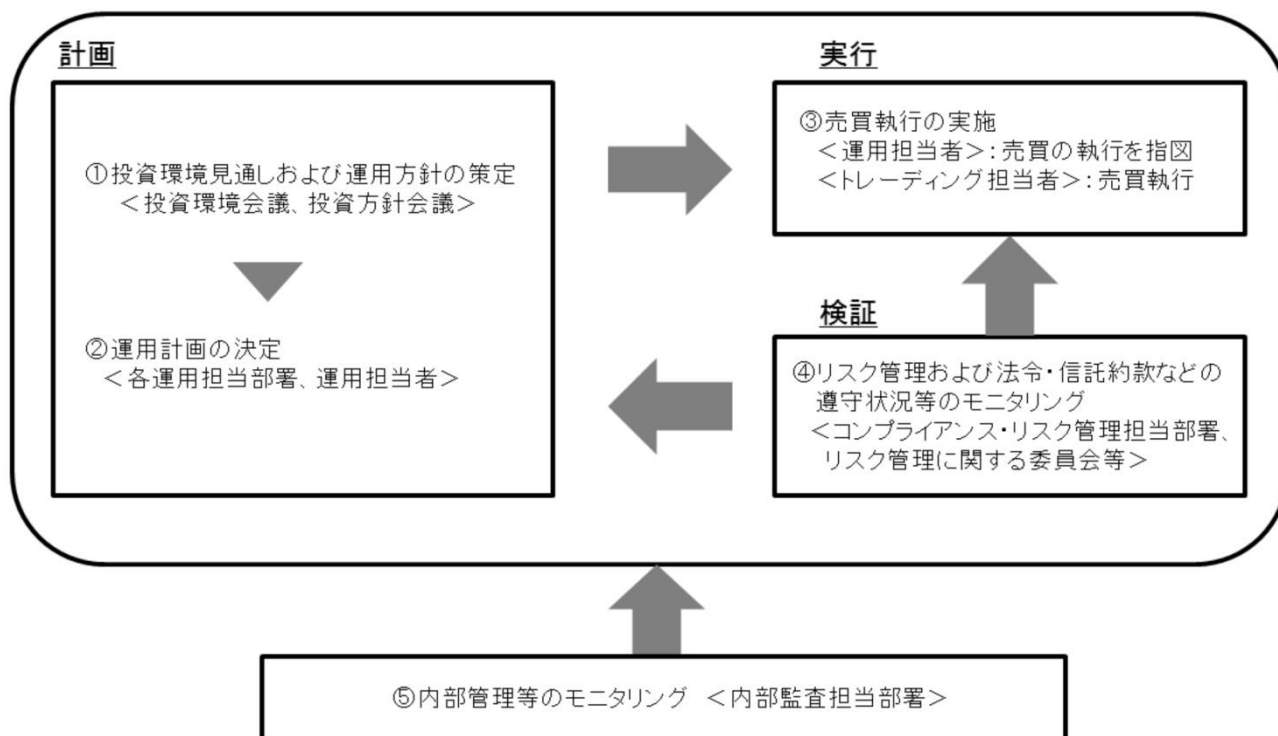 計画
①投資環境見通しおよび運用方針の策定
＜投資環境会議、投資方針会議＞
②運用計画の決定
＜各運用担当部署、運用担当者＞
実行
③売買執行の実施
＜運用担当者＞：売買の執行を指図
＜トレーディング担当者＞：売買執行
検証
④リスク管理および法令・信託約款などの
遵守状況等のモニタリング
＜コンプライアンス・リスク管理担当部署、
リスク管理に関する委員会等＞
⑤内部管理等のモニタリング ＜内部監査担当部署＞